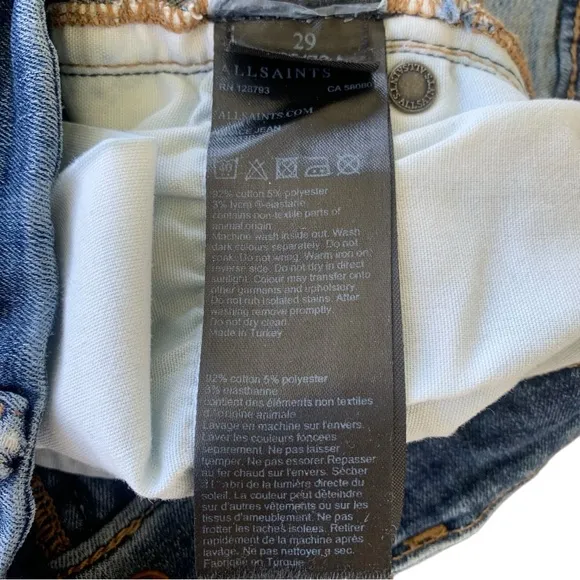 29
ALLSAINTS
RN 128793 CA 56080
ALLSAINTS.COM
JEAN
92% cotton 5% polyester
3% lycra ®elastane
contains non-textile parts of
animal origin
Machine wash inside out. Wash
dark colours separately. Do not
soak. Do not wring. Warm iron on
reverse side. Do not dry in direct
sunlight. Colour may transfer onto
other garments and upholstery.
Do not rub isolated stains. After
washing remove promptly.
Do not dry clean.
Made in Turkey
92% cotton 5% polyester
3% elasthanne
contient des éléments non textiles
d'origine animale
Lavage en machine sur l'envers.
Laver les couleurs foncées
separement. Ne pas laisser
tremper. Ne pas essorer.Repasser
au fer chaud sur l'envers. Sécher
à l'abri de la lumière directe du
soleil. La couleur peut déteindre
sur d'autres vêtements ou sur les
tissus d'ameublement. Ne pas
frotter les taches isolées. Retirer
rapidement de la machine après
lavage. Ne pas nettoyer a sec.
Fabriqué en Turquie